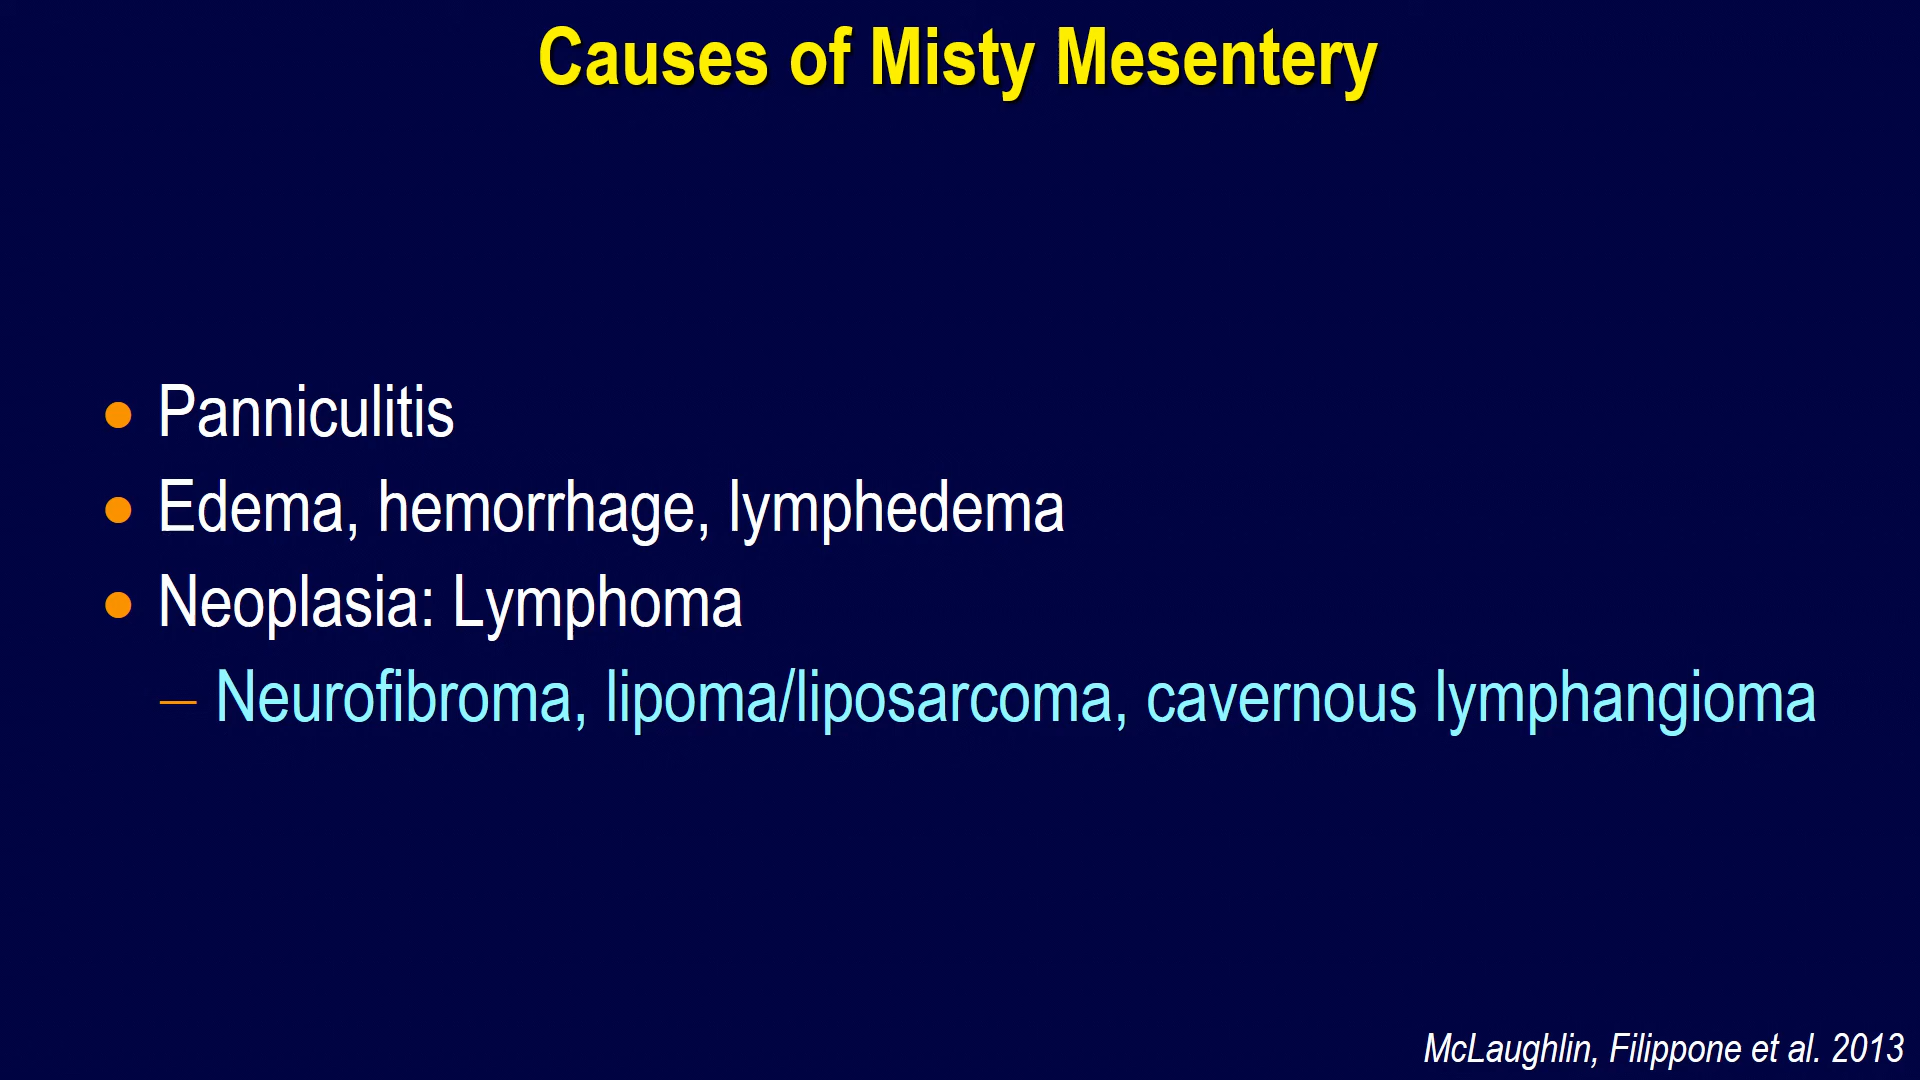 Causes of Misty Mesentery
• Panniculitis
• Edema, hemorrhage, lymphedema
• Neoplasia: Lymphoma
– Neurofibroma, lipoma/liposarcoma, cavernous lymphangioma
McLaughlin, Filippone et al. 2013